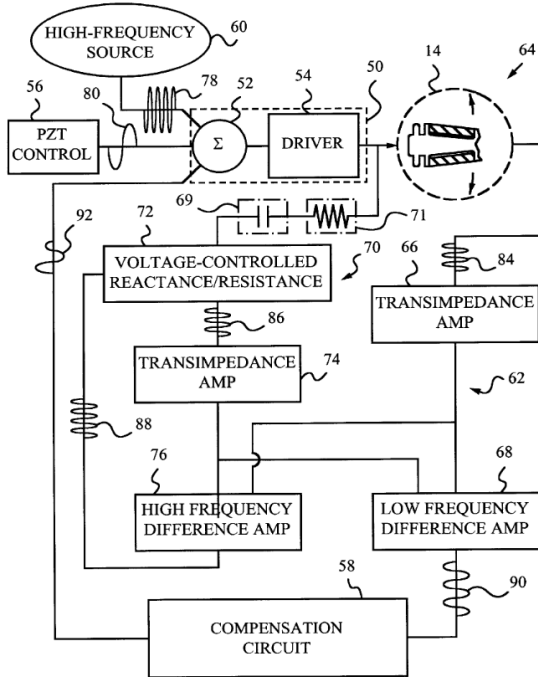 HIGH-FREQUENCY
SOURCE
60
78
56
80
52
54
50
14
64
PZT
CONTROL
Σ
DRIVER
92
69
71
72
70
66
84
VOLTAGE-CONTROLLED
REACTANCE/RESISTANCE
86
TRANSIMPEDANCE
AMP
TRANSIMPEDANCE
AMP
74
62
88
76
68
HIGH FREQUENCY
DIFFERENCE AMP
LOW FREQUENCY
DIFFERENCE AMP
58
90
COMPENSATION
CIRCUIT